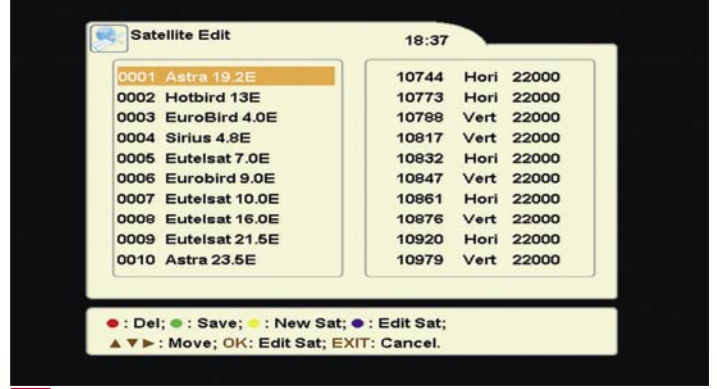 Satellite Edit 18:37
0001 Astra 19.2E 10744 Hori 22000
0002 Hotbird 13E 10773 Hori 22000
0003 EuroBird 4.0E 10788 Vert 22000
0004 Sirius 4.8E 10817 Vert 22000
0005 Eutelsat 7.0E 10832 Hori 22000
0006 Eurobird 9.0E 10847 Vert 22000
0007 Eutelsat 10.0E 10861 Hori 22000
0008 Eutelsat 16.0E 10876 Vert 22000
0009 Eutelsat 21.5E 10920 Hori 22000
0010 Astra 23.5E 10979 Vert 22000
● : Del; ● : Save; ● : New Sat; ● : Edit Sat;
▲ ▼ ► : Move; OK: Edit Sat; EXIT: Cancel.